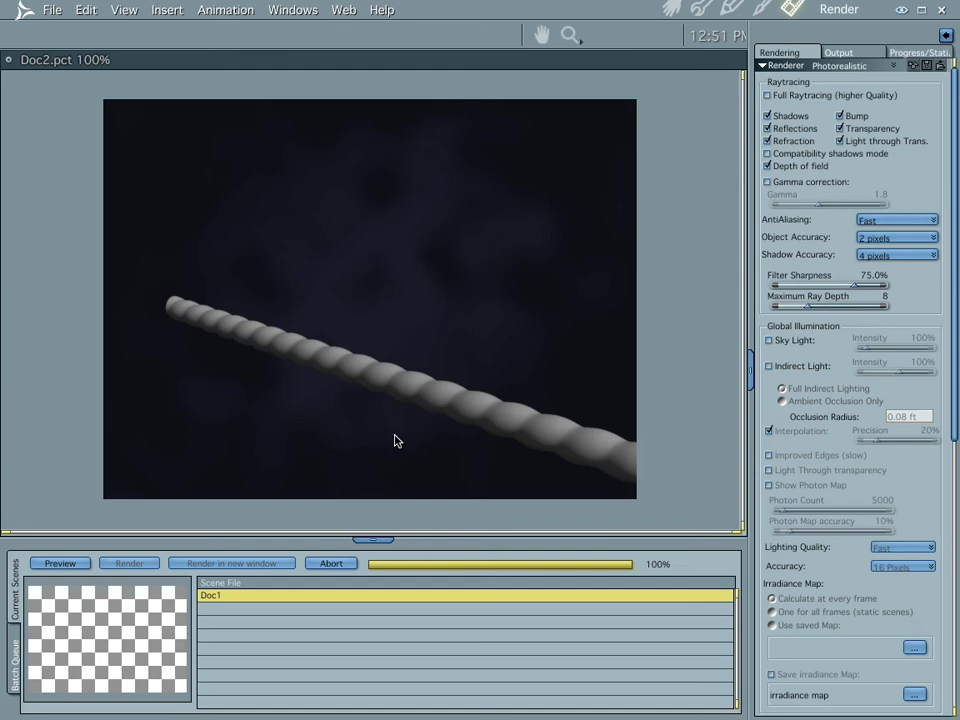 File Edit View Insert Animation Windows Web Help
Render
12:51 PM
Doc2.pct 100%
Rendering Output Progress/Stati.
Renderer Photorealistic
Raytracing
Full Raytracing (higher Quality)
Shadows Bump
Reflections Transparency
Refraction Light through Trans.
Compatibility shadows mode
Depth of field
Gamma correction:
Gamma 1.8
AntiAliasing: Fast
Object Accuracy: 2 pixels
Shadow Accuracy: 4 pixels
Filter Sharpness 75.0%
Maximum Ray Depth 8
Global Illumination
Sky Light: Intensity 100%
Indirect Light: Intensity 100%
Full Indirect Lighting
Ambient Occlusion Only
Occlusion Radius: 0.08 ft
Interpolation: Precision 20%
Improved Edges (slow)
Light Through transparency
Show Photon Map
Photon Count 5000
Photon Map accuracy 10%
Lighting Quality: Fast
Accuracy: 16 Pixels
Irradiance Map:
Calculate at every frame
One for all frames (static scenes)
Use saved Map:
...
Save irradiance Map:
irradiance map ...
Current Scenes
Batch Queue
Preview Render Render in new window Abort 100%
Scene File
Doc1